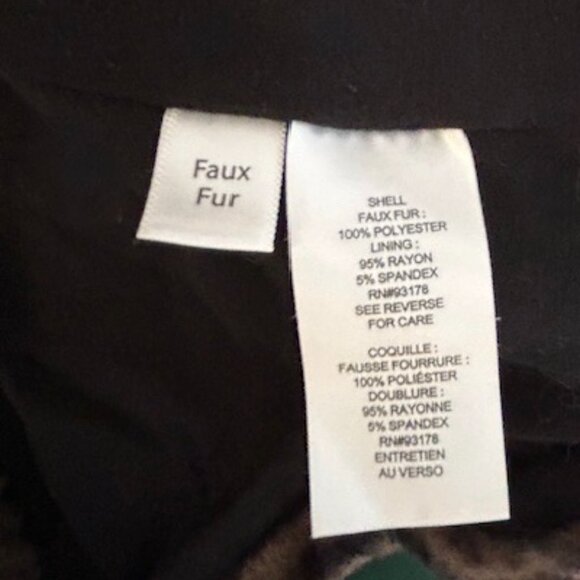 Faux
Fur
SHELL
FAUX FUR :
100% POLYESTER
LINING :
95% RAYON
5% SPANDEX
RN#93178
SEE REVERSE
FOR CARE
COQUILLE :
FAUSSE FOURRURE :
100% POLIÉSTER
DOUBLURE :
95% RAYONNE
5% SPANDEX
RN#93178
ENTRETIEN
AU VERSO